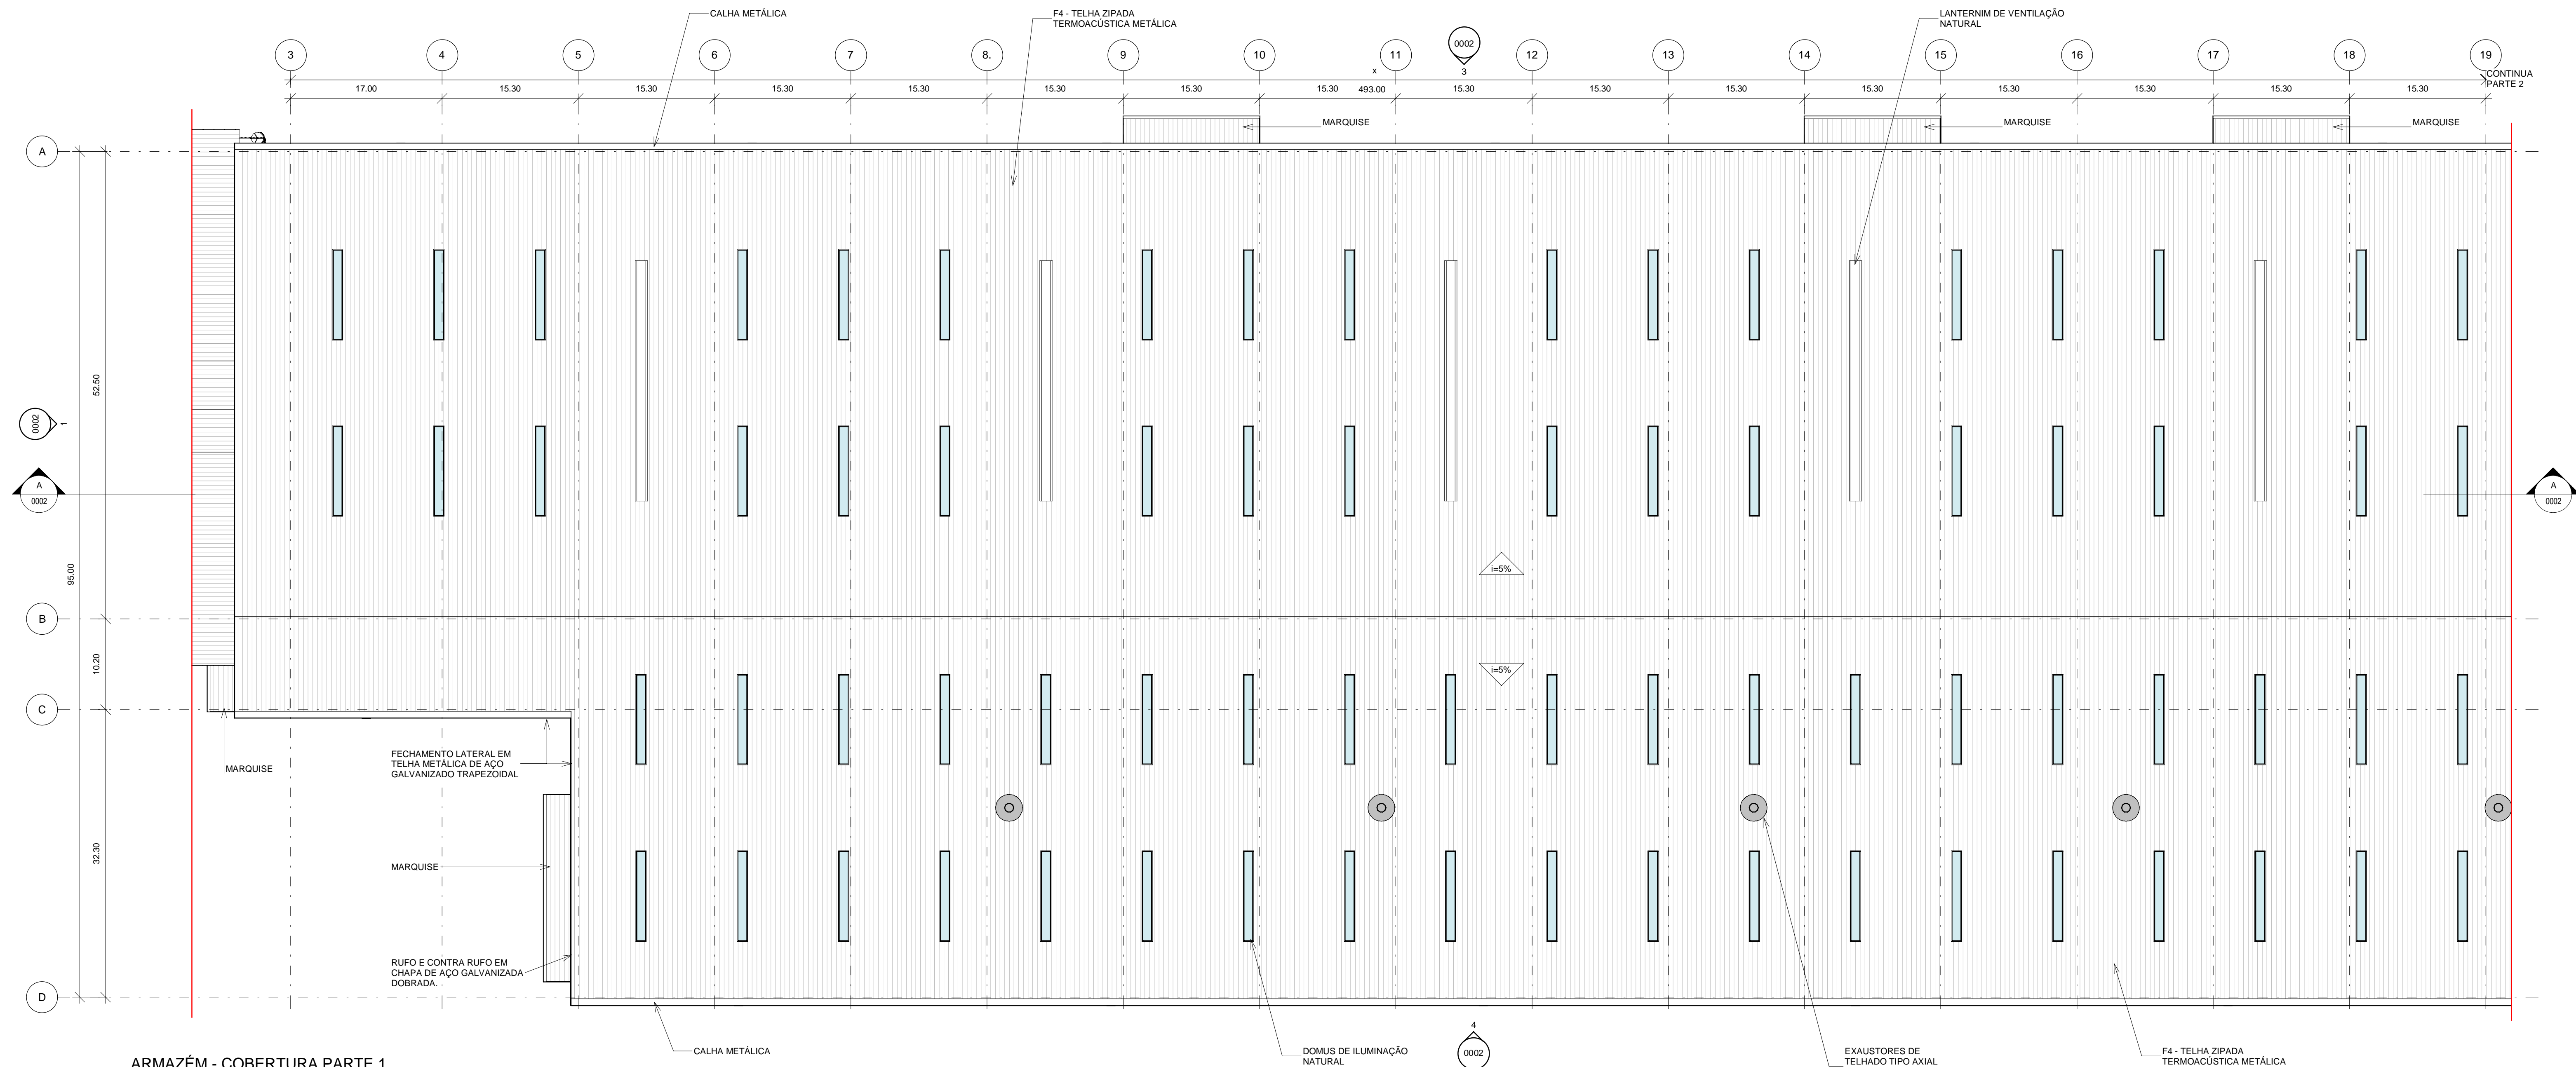 CALHA METÁLICA
F4 - TELHA ZIPADA
TERMOACÚSTICA METÁLICA
LANTERNIM DE VENTILAÇÃO
NATURAL
3
4
5
6
7
8.
9
10
11
0002
3
12
13
14
15
16
17
18
19
x
CONTINUA
PARTE 2
17.00
15.30
15.30
15.30
15.30
15.30
15.30
15.30
493.00
15.30
15.30
15.30
15.30
15.30
15.30
15.30
15.30
MARQUISE
MARQUISE
MARQUISE
A
52.50
0002
1
A
0002
A
0002
95.00
i=5%
B
10.20
i=5%
C
FECHAMENTO LATERAL EM
TELHA METÁLICA DE AÇO
GALVANIZADO TRAPEZOIDAL
MARQUISE
32.30
MARQUISE
RUFO E CONTRA RUFO EM
CHAPA DE AÇO GALVANIZADA
DOBRADA.
D
4
0002
CALHA METÁLICA
DOMUS DE ILUMINAÇÃO
NATURAL
EXAUSTORES DE
TELHADO TIPO AXIAL
F4 - TELHA ZIPADA
TERMOACÚSTICA METÁLICA
ARMAZÉM - COBERTURA PARTE 1